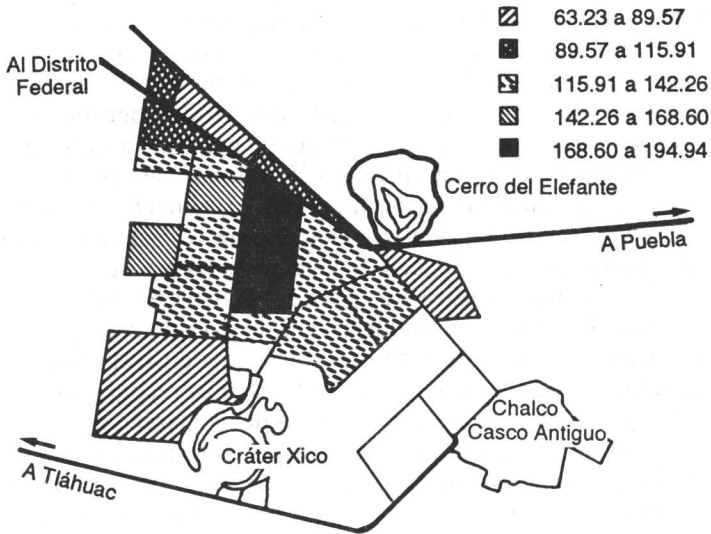 63.23 a 89.57
89.57 a 115.91
115.91 a 142.26
142.26 a 168.60
168.60 a 194.94
Al Distrito
Federal
Cerro del Elefante
A Puebla
Chalco
Casco Antiguo
Cráter Xico
A Tláhuac